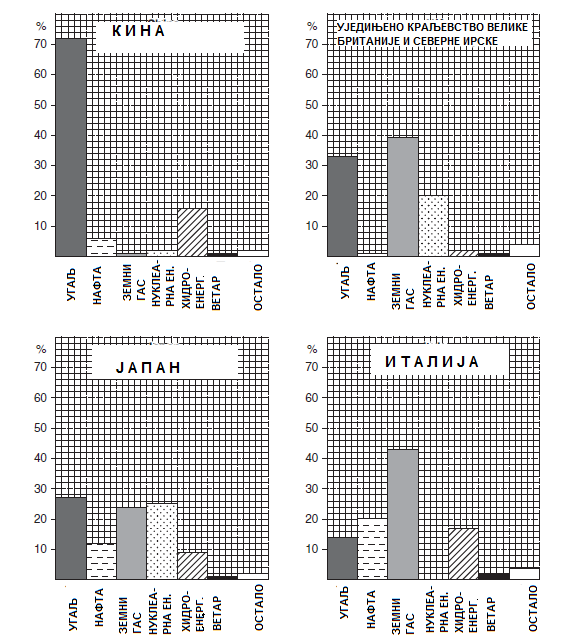 %
КИНА
70
60
50
40
30
20
10
УГАЉ
НАФТА
ЗЕМНИ
ГАС
НУКЛЕА-
РНА ЕН.
ХИДРО-
ЕНЕРГ.
ВЕТАР
ОСТАЛО
%
УЈЕДИЊЕНО КРАЉЕВСТВО ВЕЛИКЕ
БРИТАНИЈЕ И СЕВЕРНЕ ИРСКЕ
70
60
50
40
30
20
10
УГАЉ
НАФТА
ЗЕМНИ
ГАС
НУКЛЕА-
РНА ЕН.
ХИДРО-
ЕНЕРГ.
ВЕТАР
ОСТАЛО
%
ЈАПАН
70
60
50
40
30
20
10
УГАЉ
НАФТА
ЗЕМНИ
ГАС
НУКЛЕА-
РНА ЕН.
ХИДРО-
ЕНЕРГ.
ВЕТАР
ОСТАЛО
%
ИТАЛИЈА
70
60
50
40
30
20
10
УГАЉ
НАФТА
ЗЕМНИ
ГАС
НУКЛЕА-
РНА ЕН.
ХИДРО-
ЕНЕРГ.
ВЕТАР
ОСТАЛО